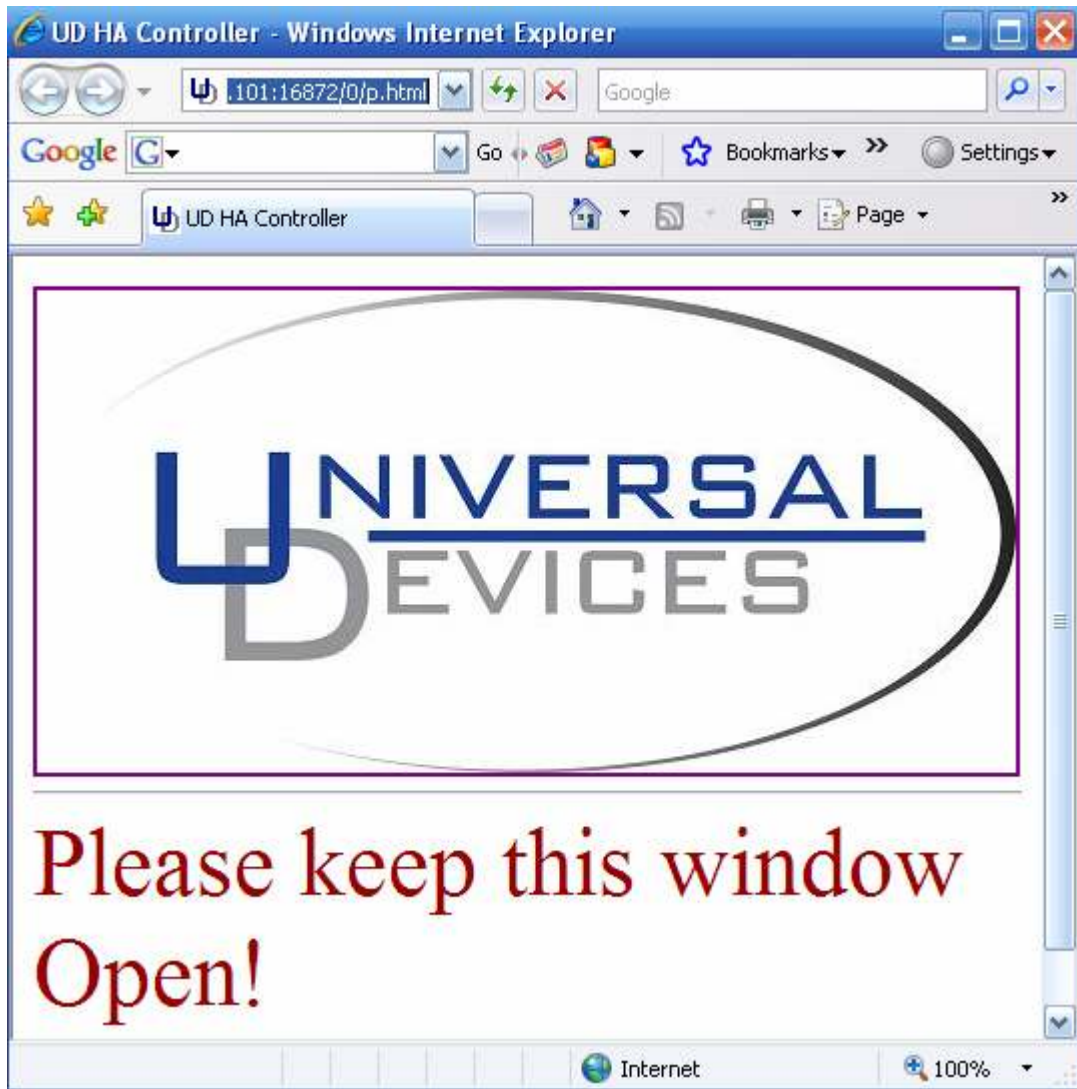 UD HA Controller - Windows Internet Explorer
.101:16872/0/p.html Google
Google G Go Bookmarks Settings
UD HA Controller Page
UNIVERSAL
DEVICES
Please keep this window
Open!
Internet 100%